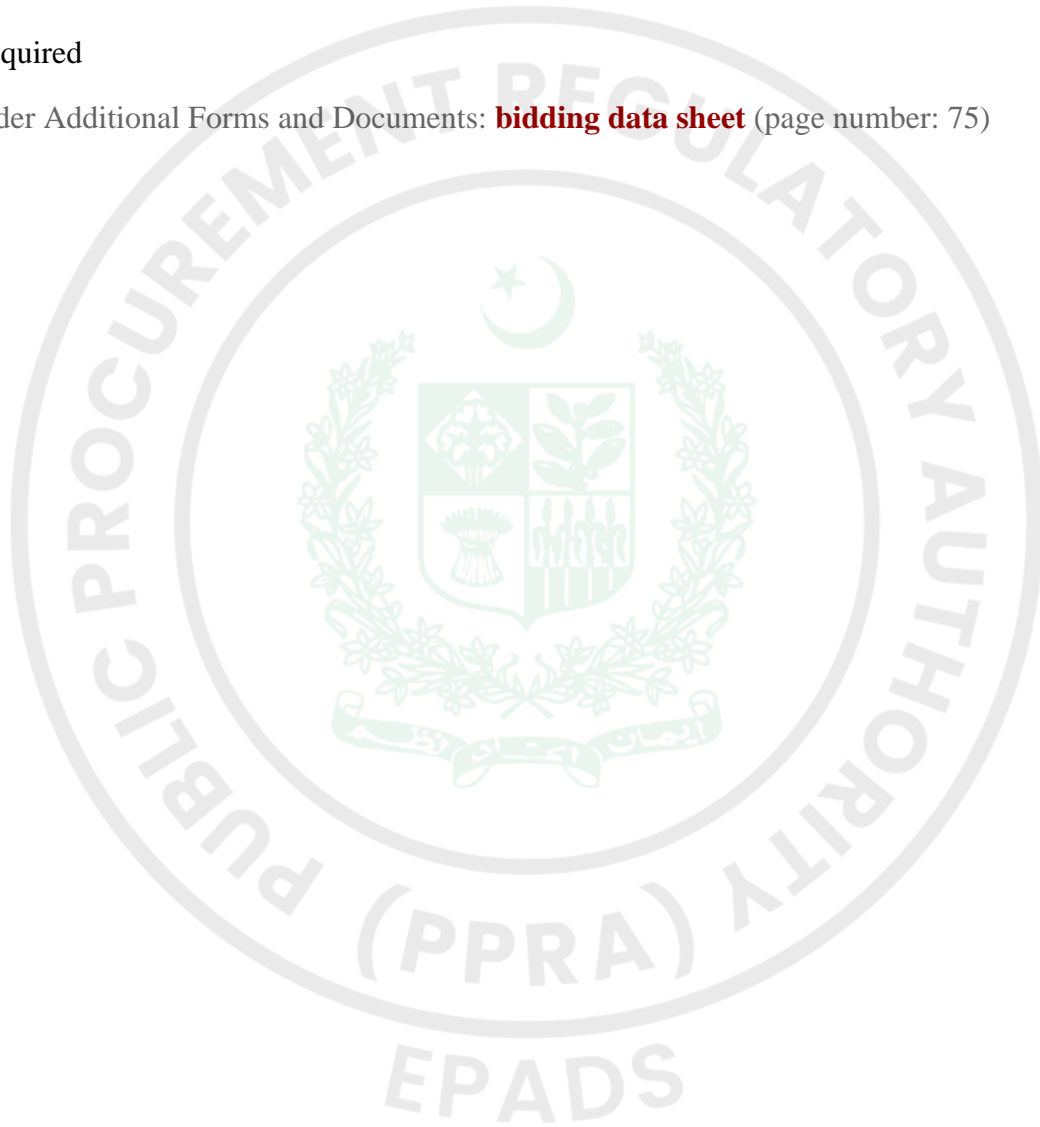 quired
der Additional Forms and Documents: bidding data sheet (page number: 75)
PUBLIC PROCUREMENT REGULATORY AUTHORITY
(PPRA)
EPADS